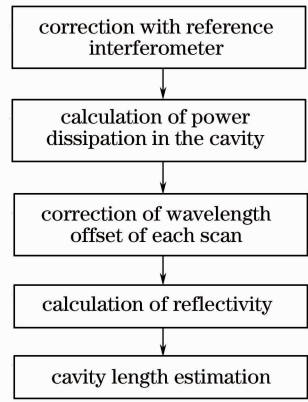 correction with reference
interferometer
calculation of power
dissipation in the cavity
correction of wavelength
offset of each scan
calculation of reflectivity
cavity length estimation